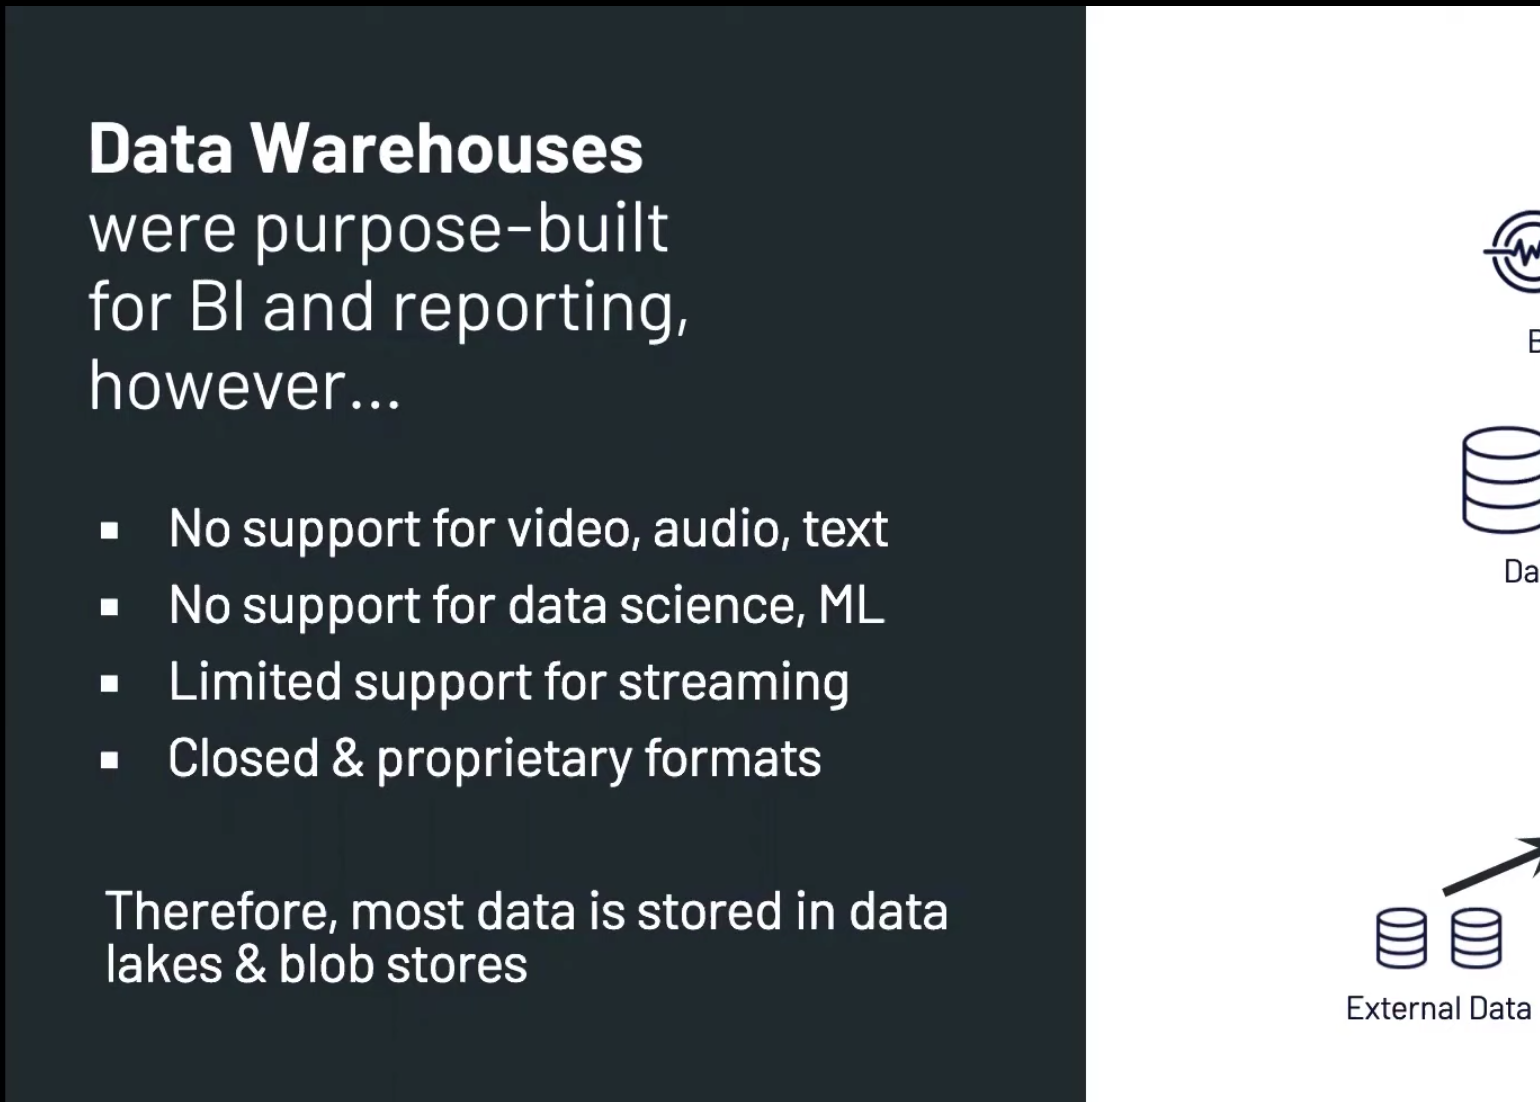 Data Warehouses
were purpose-built
for BI and reporting,
however...
▪ No support for video, audio, text
▪ No support for data science, ML
▪ Limited support for streaming
▪ Closed & proprietary formats
Therefore, most data is stored in data
lakes & blob stores
External Data